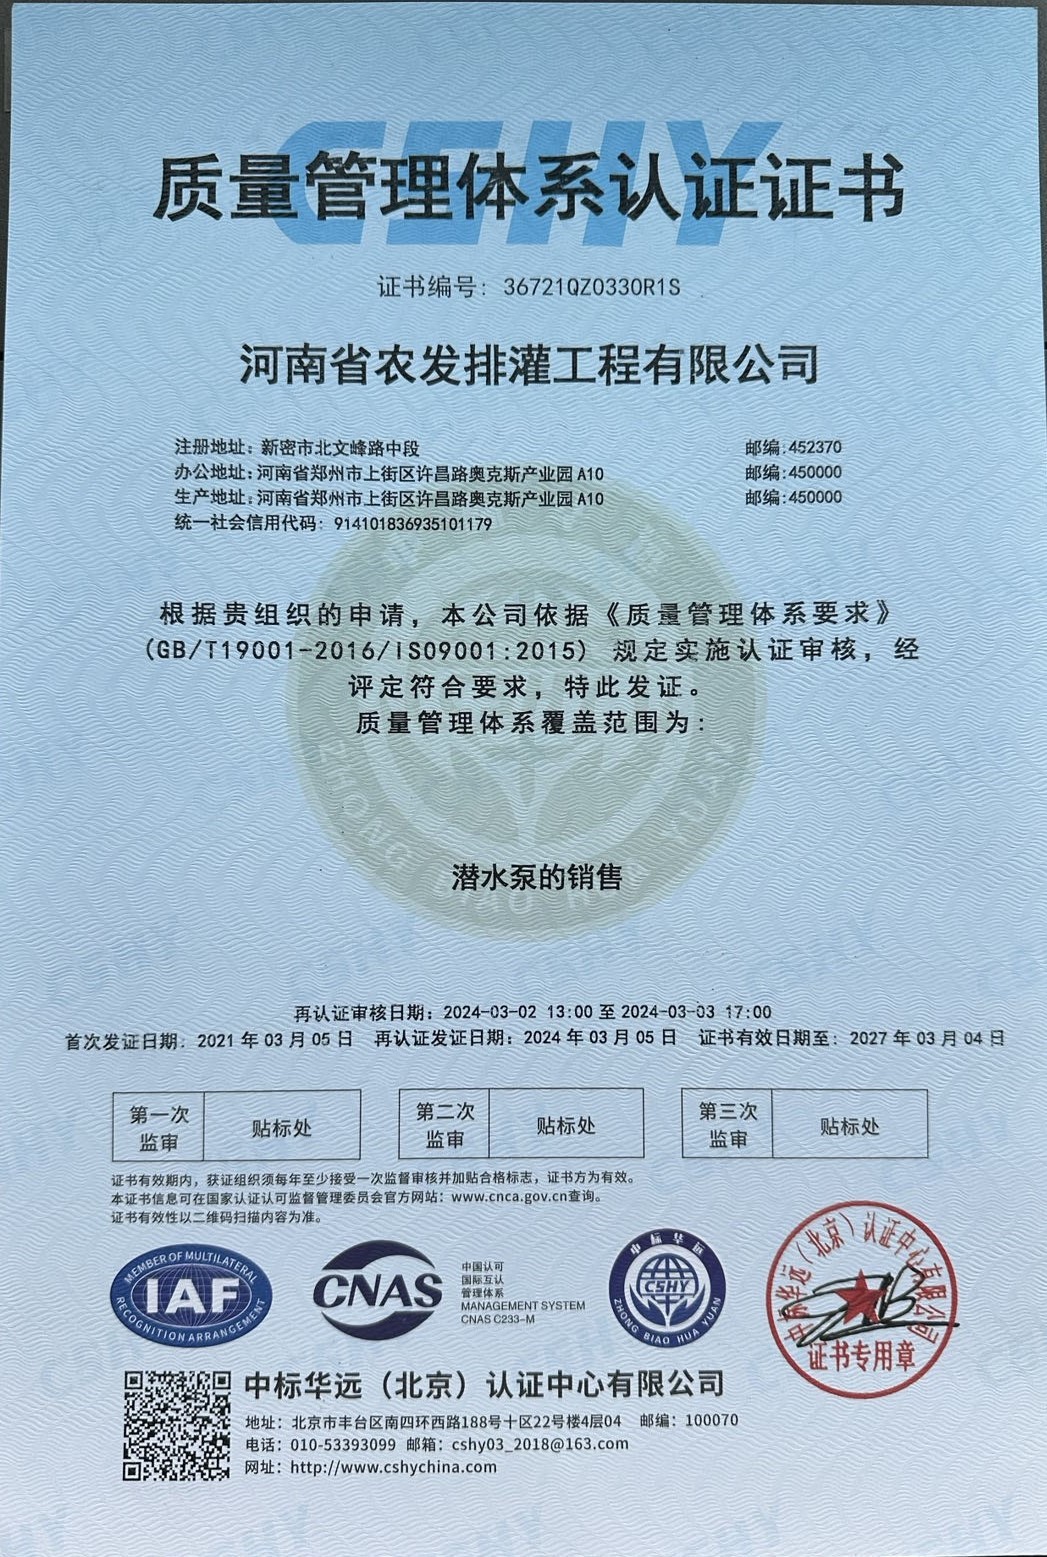 CSHY
质量管理体系认证证书
证书编号: 36721QZ0330R1S
河南省农发排灌工程有限公司
注册地址: 新密市北文峰路中段 邮编:452370
办公地址: 河南省郑州市上街区许昌路奥克斯产业园A10 邮编:450000
生产地址: 河南省郑州市上街区许昌路奥克斯产业园A10 邮编:450000
统一社会信用代码: 914101836935101179
根据贵组织的申请，本公司依据《质量管理体系要求》
(GB/T19001-2016/ISO9001:2015) 规定实施认证审核，经
评定符合要求，特此发证。
质量管理体系覆盖范围为:
ZHONG BIAO HUA YUAN
潜水泵的销售
再认证审核日期: 2024-03-02 13:00 至 2024-03-03 17:00
首次发证日期: 2021 年 03 月 05 日 再认证发证日期: 2024 年 03 月 05 日 证书有效日期至: 2027 年 03 月 04 日
第一次 监审 贴标处
第二次 监审 贴标处
第三次 监审 贴标处
证书有效期内，获证组织须每年至少接受一次监督审核并加贴合格标志，证书方为有效。
本证书信息可在国家认证认可监督管理委员会官方网站: www.cnca.gov.cn查询。
证书有效性以二维码扫描内容为准。
MEMBER OF MULTILATERAL
IAF
RECOGNITION ARRANGEMENT
CNAS
中国认可
国际互认
管理体系
MANAGEMENT SYSTEM
CNAS C233-M
中标华远
CSHY
ZHONG BIAO HUA YUAN
中标华远（北京）认证中心有限公司
证书专用章
中标华远（北京）认证中心有限公司
地址: 北京市丰台区南四环西路188号十区22号楼4层04 邮编: 100070
电话: 010-53393099 邮箱: cshy03_2018@163.com
网址: http://www.cshychina.com